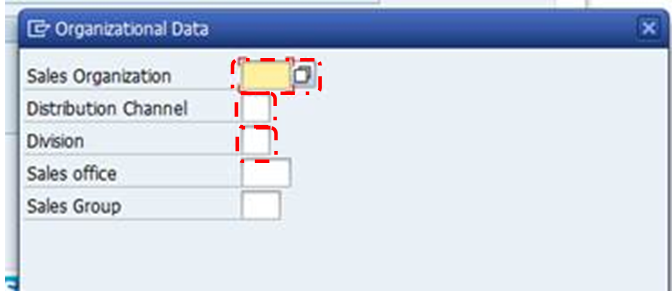 Organizational Data
Sales Organization
Distribution Channel
Division
Sales office
Sales Group